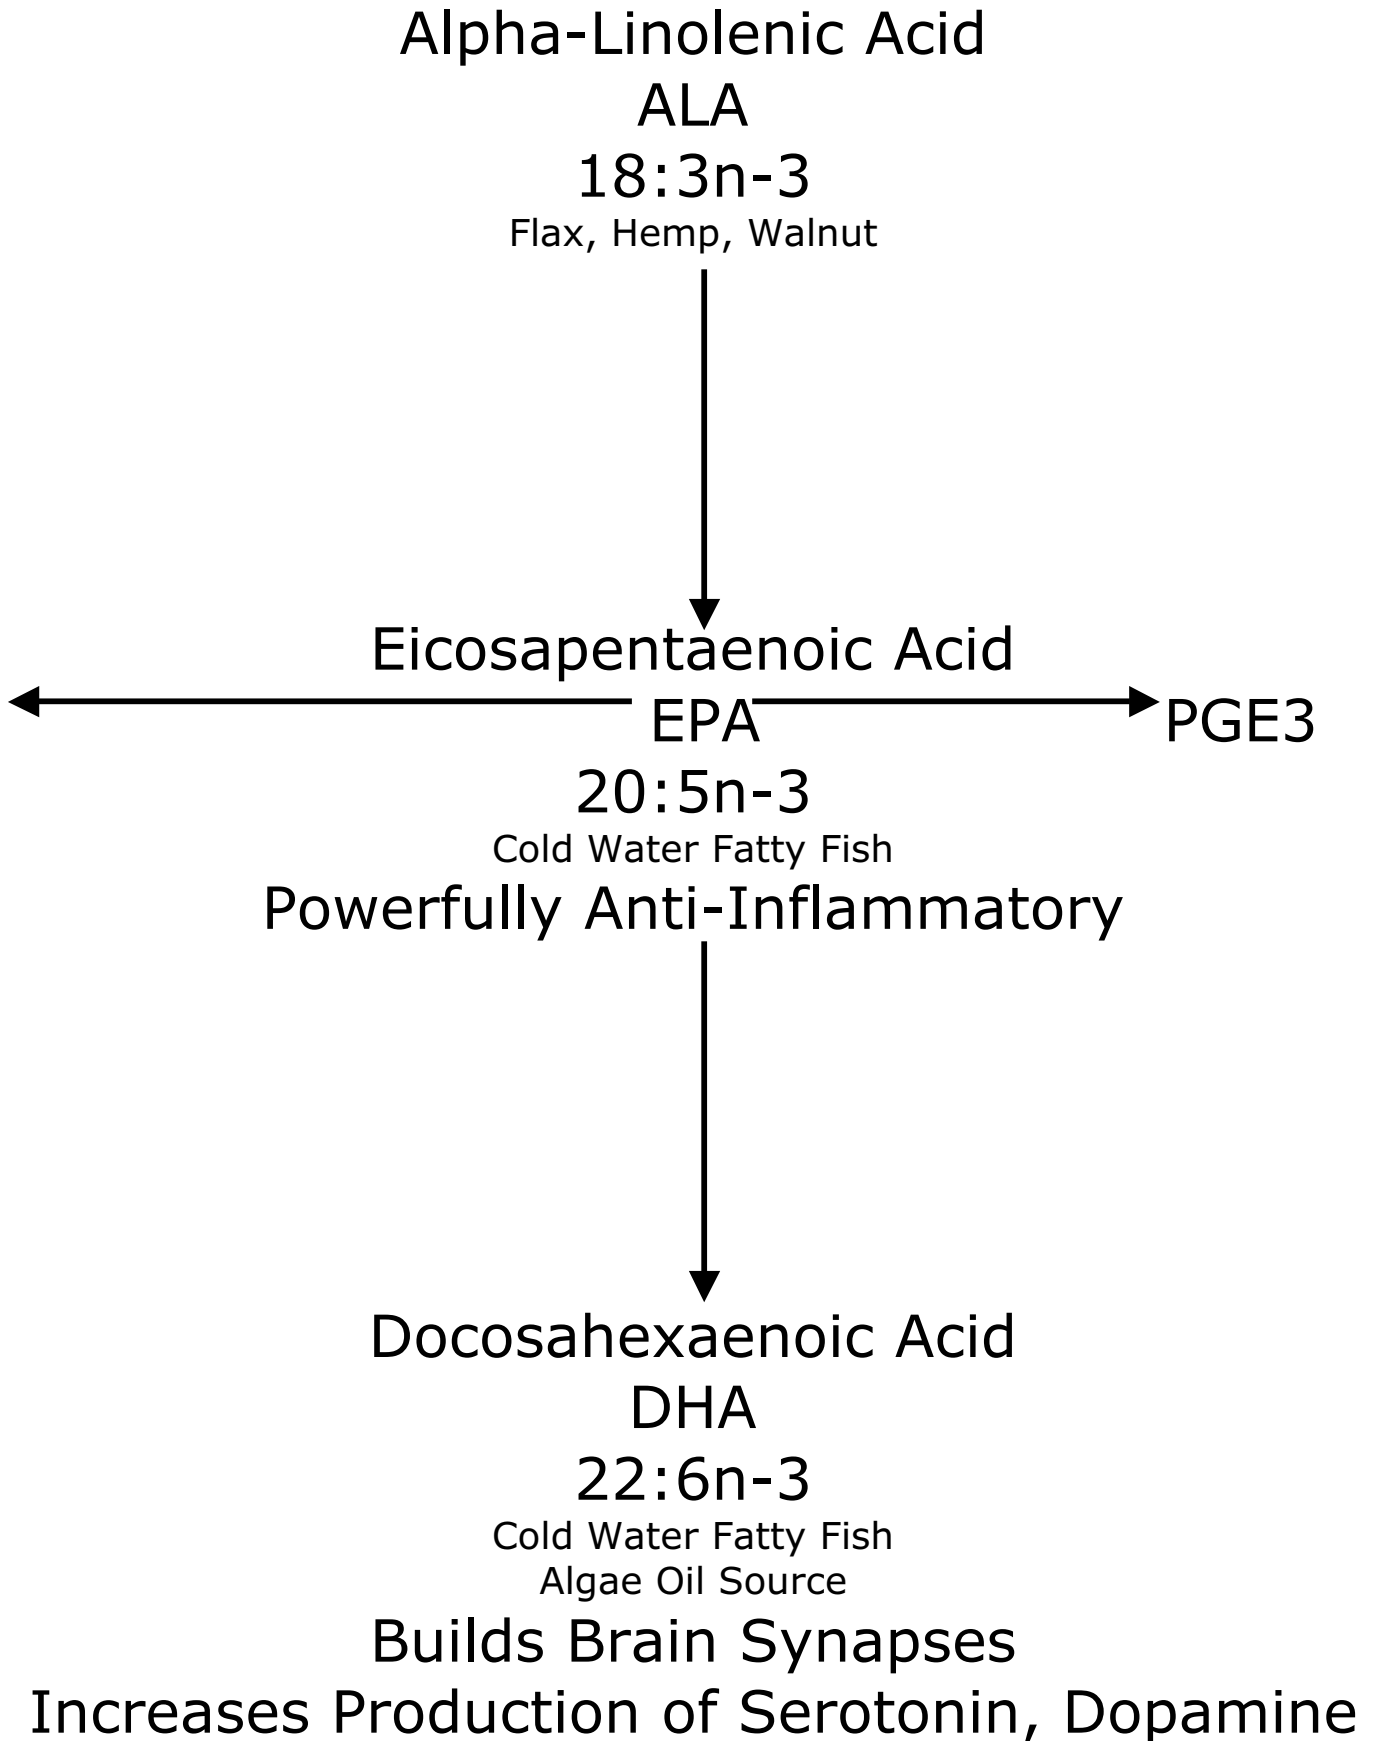 Alpha-Linolenic Acid
ALA
18:3n-3
Flax, Hemp, Walnut
Eicosapentaenoic Acid
EPA PGE3
20:5n-3
Cold Water Fatty Fish
Powerfully Anti-Inflammatory
Docosahexaenoic Acid
DHA
22:6n-3
Cold Water Fatty Fish
Algae Oil Source
Builds Brain Synapses
Increases Production of Serotonin, Dopamine